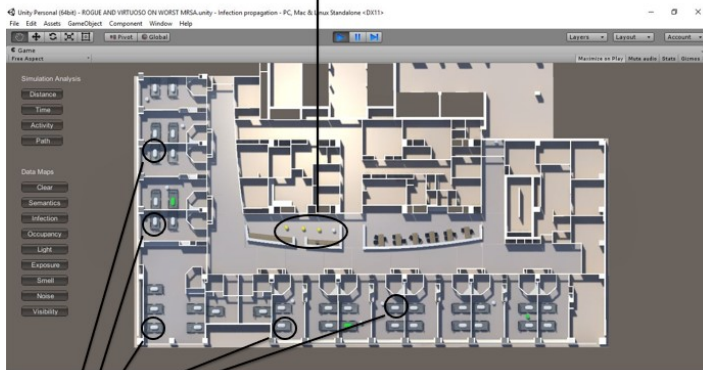 Unity Personal (64bit) - ROGUE AND VIRTUOSO ON WORST MRSA.unity - Infection propagation - PC, Mac & Linux Standalone <DX11>
File Edit Assets GameObject Component Window Help
Pivot Global Layers Layout Account
Game
Free Aspect Maximize on Play Mute audio Stats Gizmos
Simulation Analysis
Distance
Time
Activity
Path
Data Maps
Clear
Semantics
Infection
Occupancy
Light
Exposure
Smell
Noise
Visibility